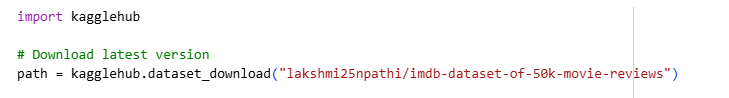 import kagglehub
# Download latest version
path = kagglehub.dataset_download("lakshmi25npathi/imdb-dataset-of-50k-movie-reviews")